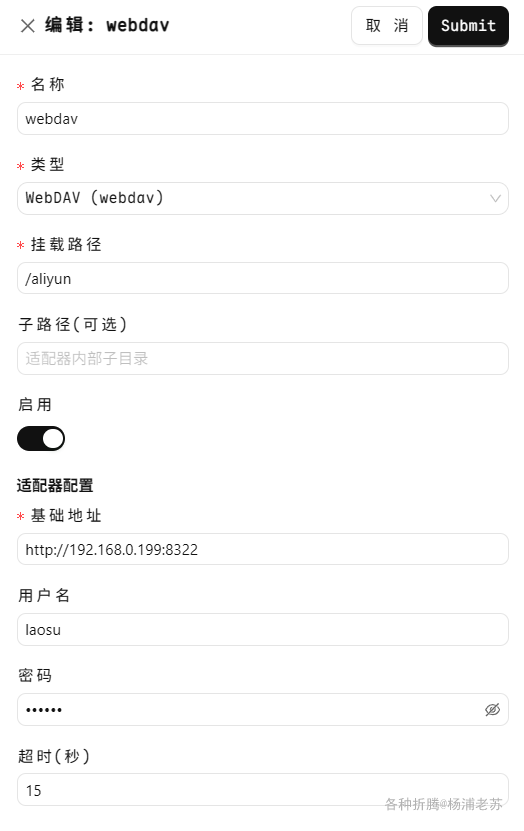 编辑: webdav
取 消
Submit
* 名称
webdav
* 类型
WebDAV (webdav)
* 挂载路径
/aliyun
子路径(可选)
适配器内部子目录
启用
适配器配置
* 基础地址
http://192.168.0.199:8322
用户名
laosu
密码
••••••
超时(秒)
15
各种折腾@杨浦老苏